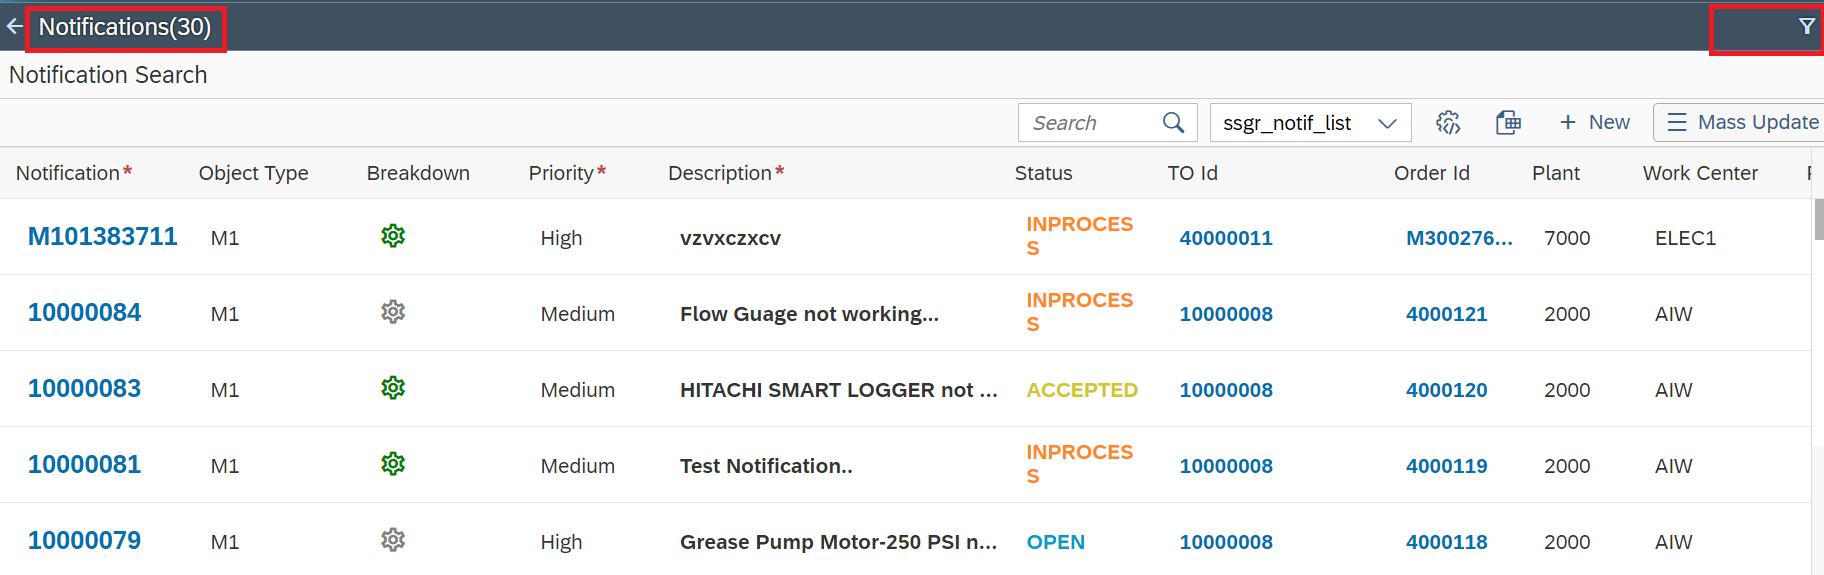 Notifications(30)
Notification Search
Search ssgr_notif_list + New Mass Update
Notification* Object Type Breakdown Priority* Description* Status TO Id Order Id Plant Work Center
M101383711 M1 High vzvxczxcv INPROCES
S 40000011 M300276... 7000 ELEC1
10000084 M1 Medium Flow Guage not working... INPROCES
S 10000008 4000121 2000 AIW
10000083 M1 Medium HITACHI SMART LOGGER not ... ACCEPTED 10000008 4000120 2000 AIW
10000081 M1 Medium Test Notification.. INPROCES
S 10000008 4000119 2000 AIW
10000079 M1 High Grease Pump Motor-250 PSI n... OPEN 10000008 4000118 2000 AIW